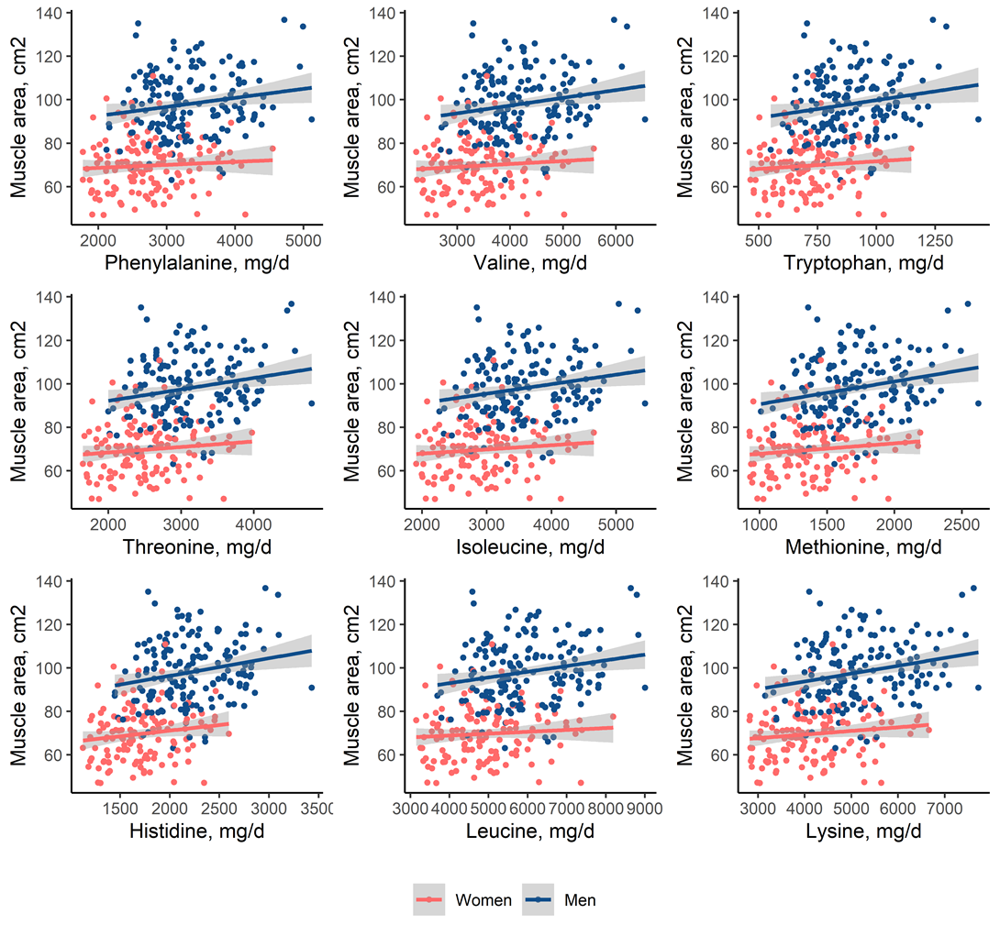 140
120
100
80
60
Muscle area, cm2
2000 3000 4000 5000
Phenylalanine, mg/d
140
120
100
80
60
Muscle area, cm2
3000 4000 5000 6000
Valine, mg/d
140
120
100
80
60
Muscle area, cm2
500 750 1000 1250
Tryptophan, mg/d
140
120
100
80
60
Muscle area, cm2
2000 3000 4000
Threonine, mg/d
140
120
100
80
60
Muscle area, cm2
2000 3000 4000 5000
Isoleucine, mg/d
140
120
100
80
60
Muscle area, cm2
1000 1500 2000 2500
Methionine, mg/d
140
120
100
80
60
Muscle area, cm2
1500 2000 2500 3000 3500
Histidine, mg/d
140
120
100
80
60
Muscle area, cm2
3000 4000 5000 6000 7000 8000 9000
Leucine, mg/d
140
120
100
80
60
Muscle area, cm2
3000 4000 5000 6000 7000
Lysine, mg/d
Women Men